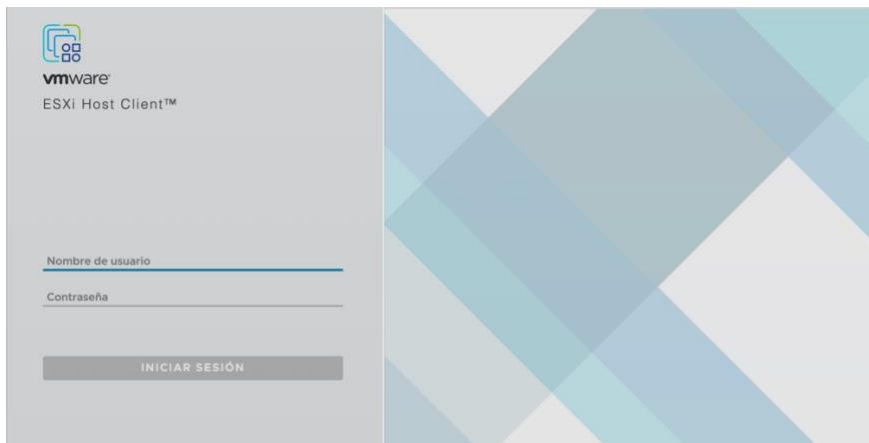 vmware®
ESXi Host Client™
Nombre de usuario
Contraseña
INICIAR SESIÓN